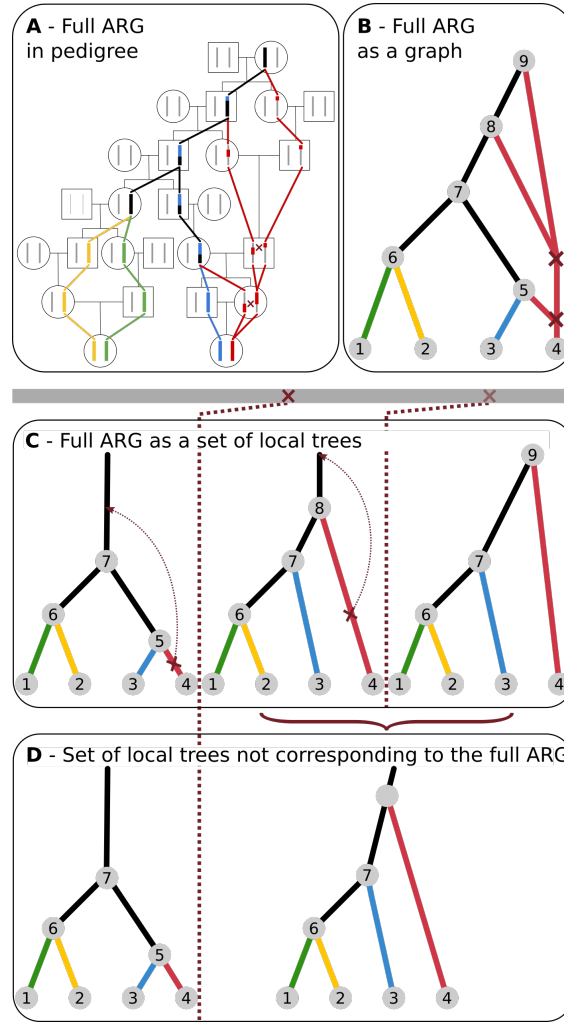 A - Full ARG
in pedigree
B - Full ARG
as a graph
9
8
7
6
5
1 2 3 4
C - Full ARG as a set of local trees
9
8
7 7 7
6 5 6 6
1 2 3 4 1 2 3 4 1 2 3 4
D - Set of local trees not corresponding to the full ARG
7 7
6 5 6
1 2 3 4 1 2 3 4